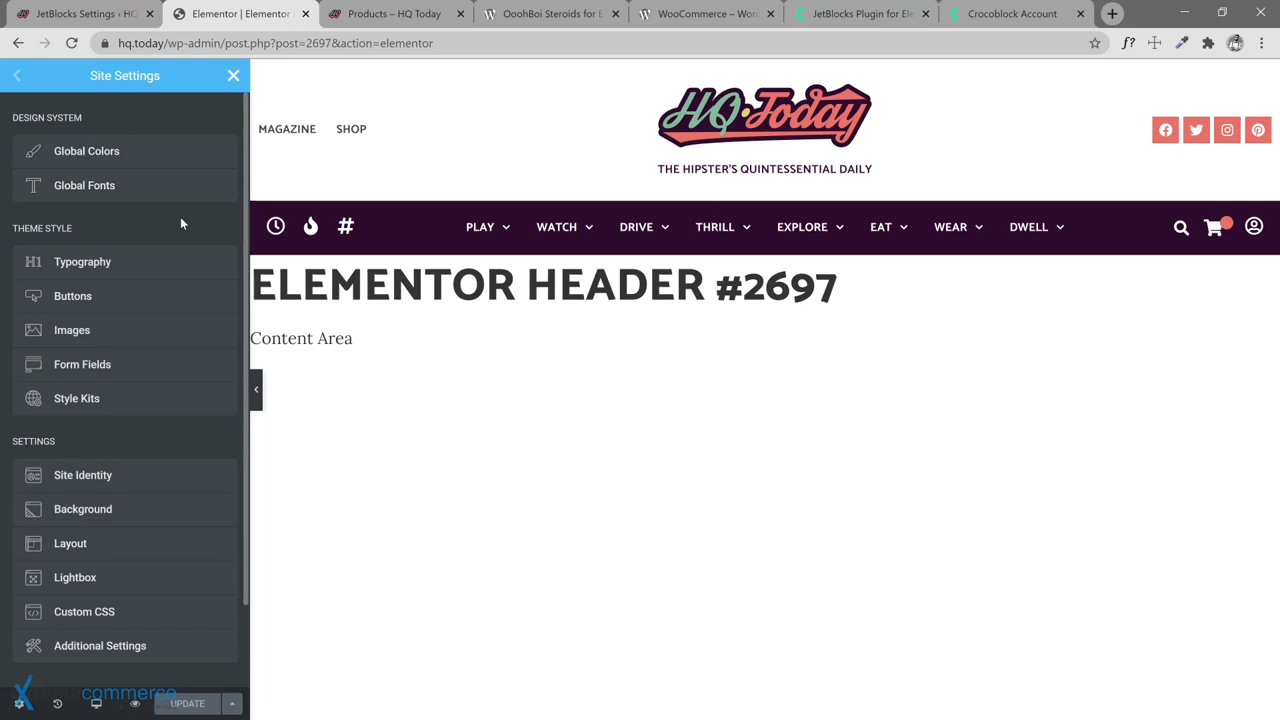 JetBlocks Settings ‹ HQ
Elementor | Elementor
Products – HQ Today
OoohBoi Steroids for E
WooCommerce – Word
JetBlocks Plugin for Ele
Crocoblock Account
hq.today/wp-admin/post.php?post=2697&action=elementor
f?
Site Settings
DESIGN SYSTEM
Global Colors
Global Fonts
THEME STYLE
H1 Typography
Buttons
Images
Form Fields
Style Kits
SETTINGS
Site Identity
Background
Layout
Lightbox
Custom CSS
Additional Settings
commerce
UPDATE
MAGAZINE SHOP
HQ·Today
THE HIPSTER'S QUINTESSENTIAL DAILY
# PLAY WATCH DRIVE THRILL EXPLORE EAT WEAR DWELL
ELEMENTOR HEADER #2697
Content Area